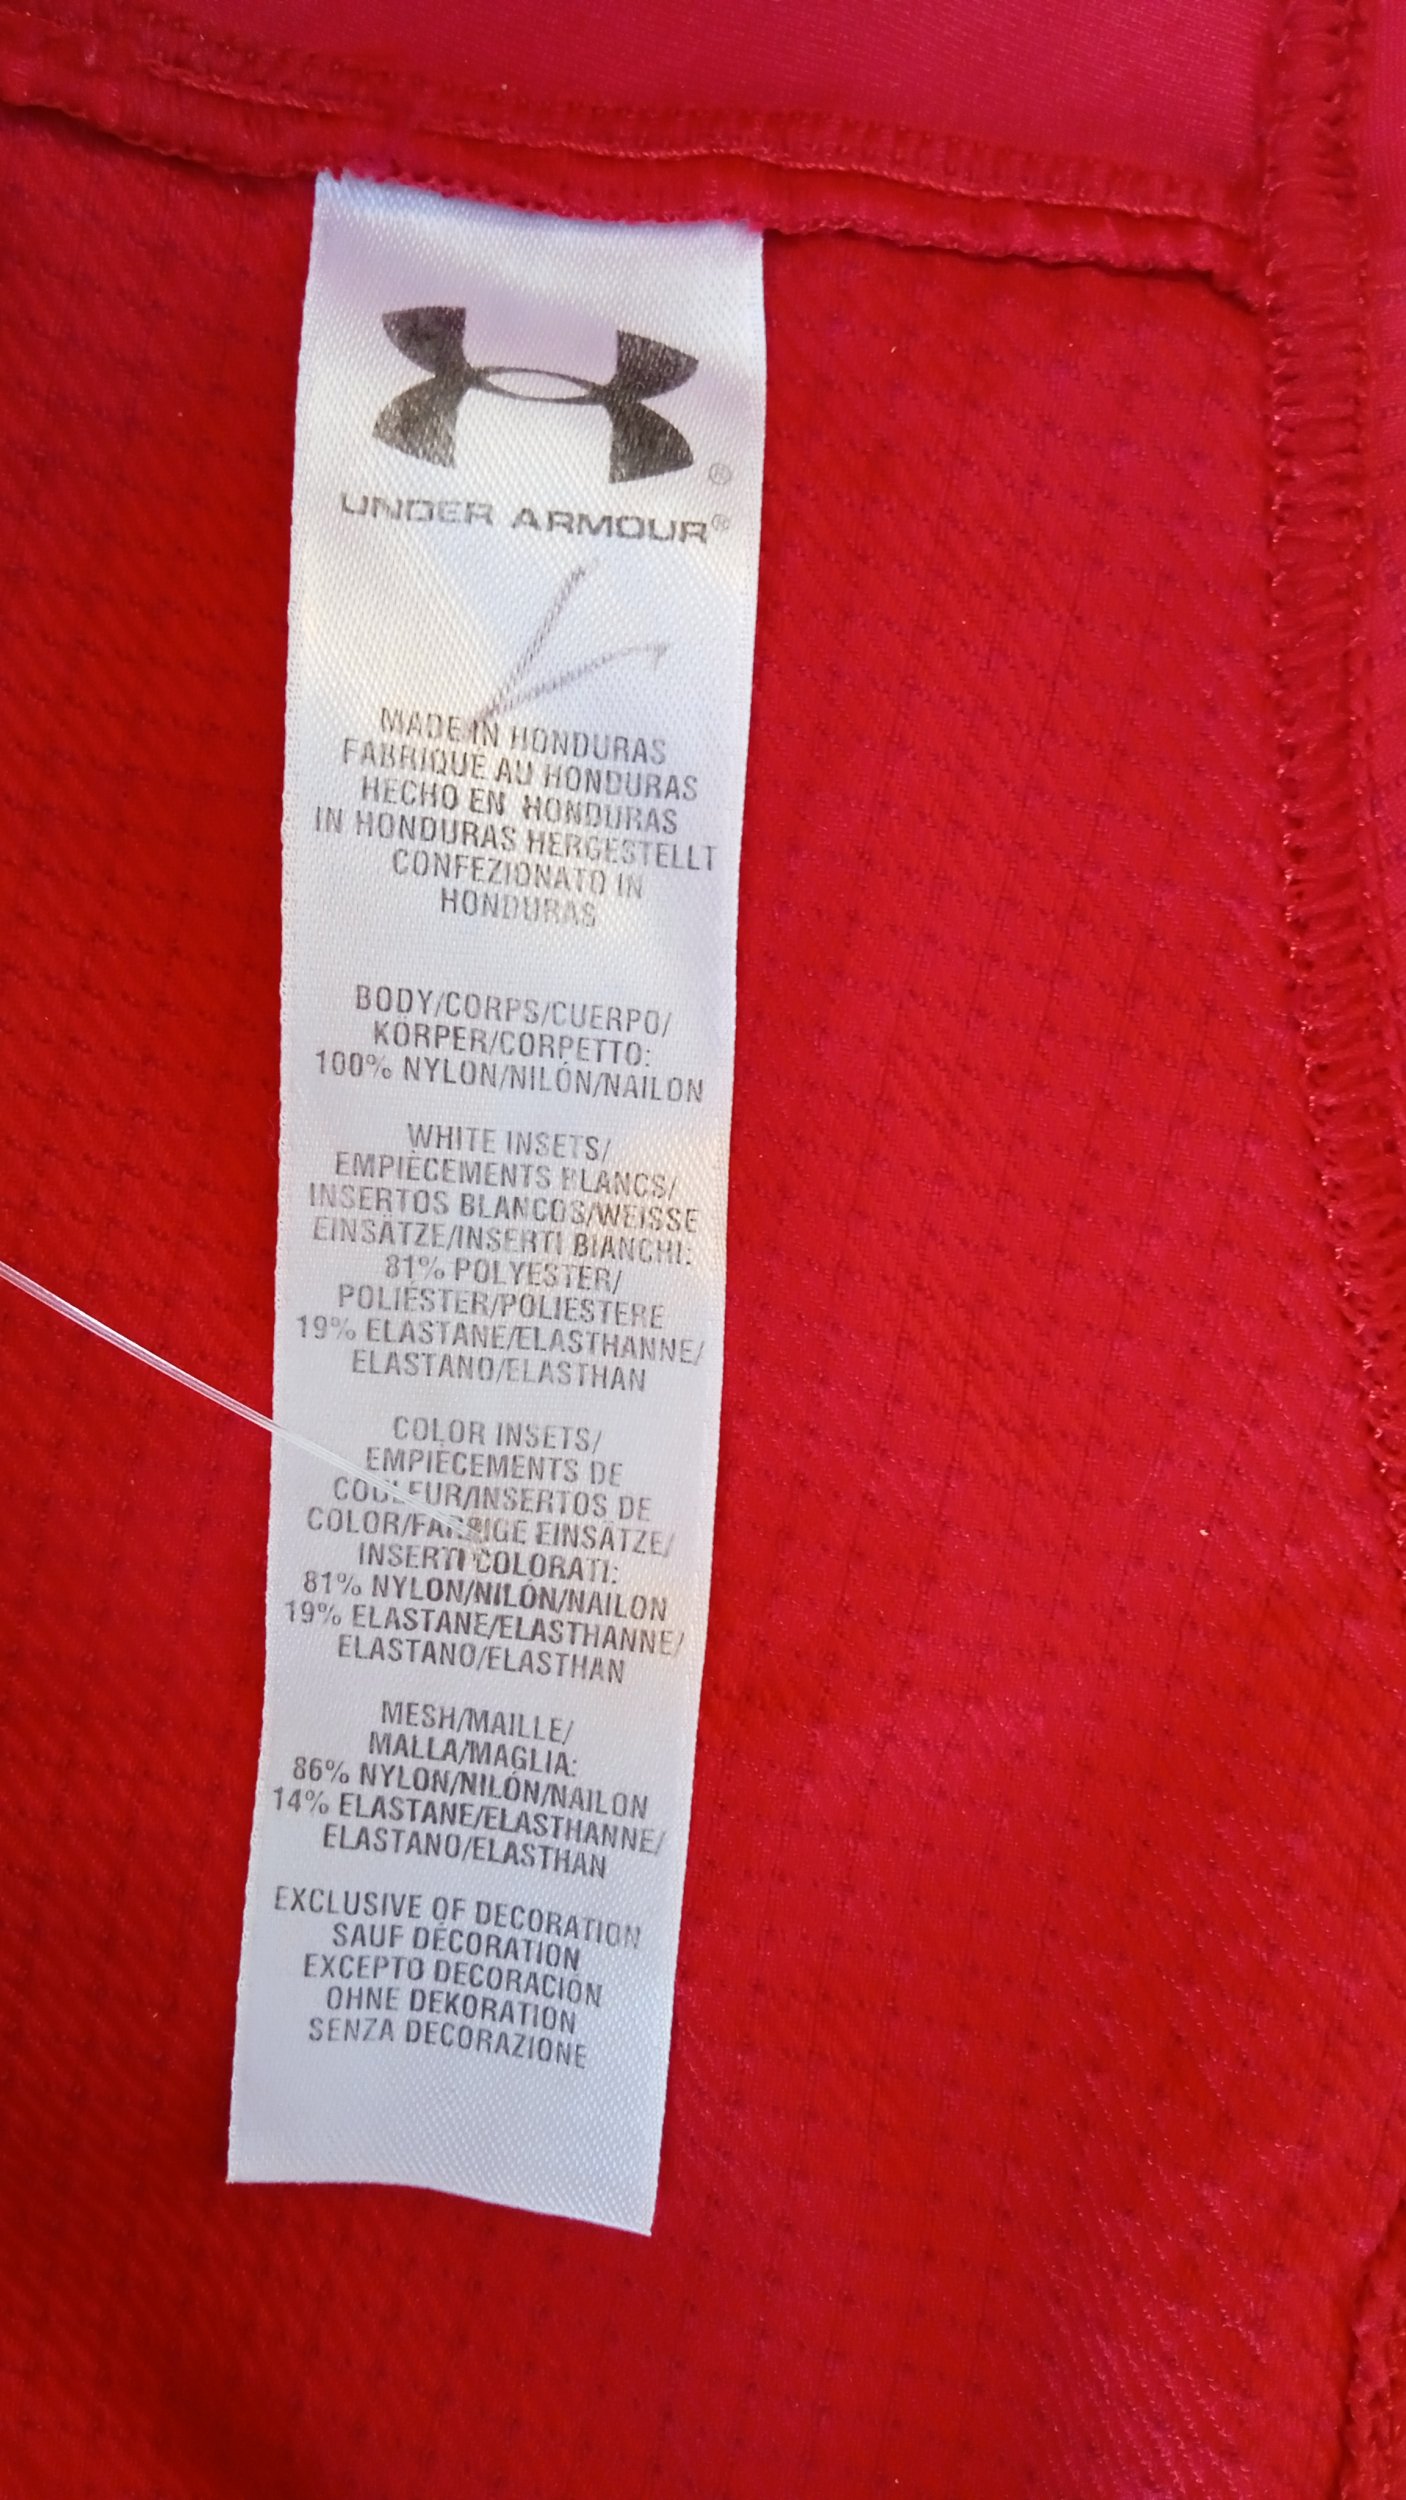 ®
UNDER ARMOUR®
MADE IN HONDURAS
FABRIQUÉ AU HONDURAS
HECHO EN HONDURAS
IN HONDURAS HERGESTELLT
CONFEZIONATO IN
HONDURAS
BODY/CORPS/CUERPO/
KÖRPER/CORPETTO:
100% NYLON/NILÓN/NAILON
WHITE INSETS/
EMPIÈCEMENTS BLANCS/
INSERTOS BLANCOS/WEISSE
EINSÄTZE/INSERTI BIANCHI:
81% POLYESTER/
POLIÉSTER/POLIESTERE
19% ELASTANE/ELASTHANNE/
ELASTANO/ELASTHAN
COLOR INSETS/
EMPIÈCEMENTS DE
COULEUR/INSERTOS DE
COLOR/FARBIGE EINSÄTZE/
INSERTI COLORATI:
81% NYLON/NILÓN/NAILON
19% ELASTANE/ELASTHANNE/
ELASTANO/ELASTHAN
MESH/MAILLE/
MALLA/MAGLIA:
86% NYLON/NILÓN/NAILON
14% ELASTANE/ELASTHANNE/
ELASTANO/ELASTHAN
EXCLUSIVE OF DECORATION
SAUF DÉCORATION
EXCEPTO DECORACIÓN
OHNE DEKORATION
SENZA DECORAZIONE